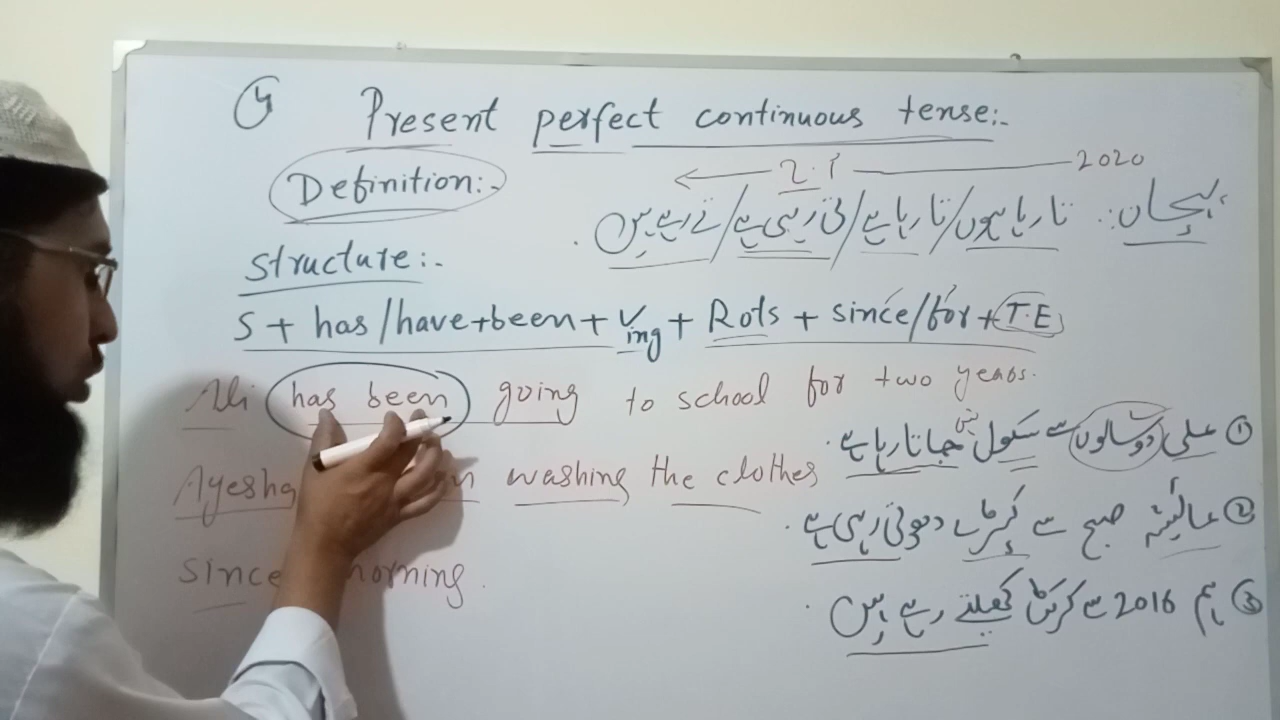 4 Present perfect continuous tense:-
Definition:-
2020
پہچان: تا رہا ہوں/تا رہا ہے/تی رہی ہے/تے رہے ہیں.
Structure:-
S + has/have+been+Ving + Rots + since/for + T.E
Ali has been going to school for two years.
① علی دو سالوں سے سکول میں جاتا رہا ہے.
Ayesha washing the clothes
② عائشہ صبح سے کپڑے دھوتی رہی ہے.
since morning.
③ ہم 2016 سے کرکٹ کھیلتے رہے ہیں.